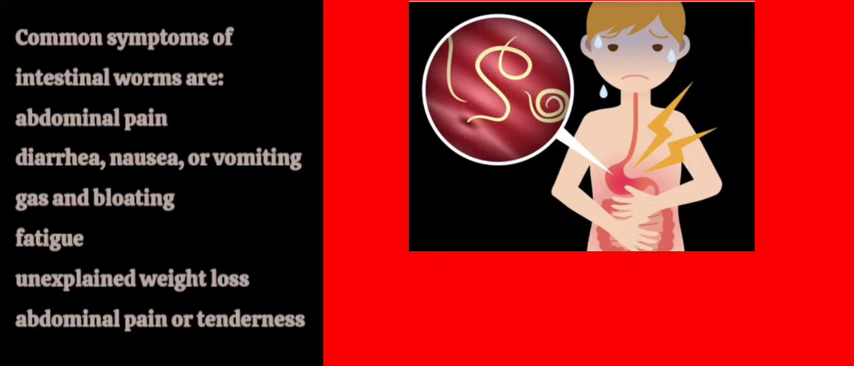 Common symptoms of
intestinal worms are:
abdominal pain
diarrhea, nausea, or vomiting
gas and bloating
fatigue
unexplained weight loss
abdominal pain or tenderness